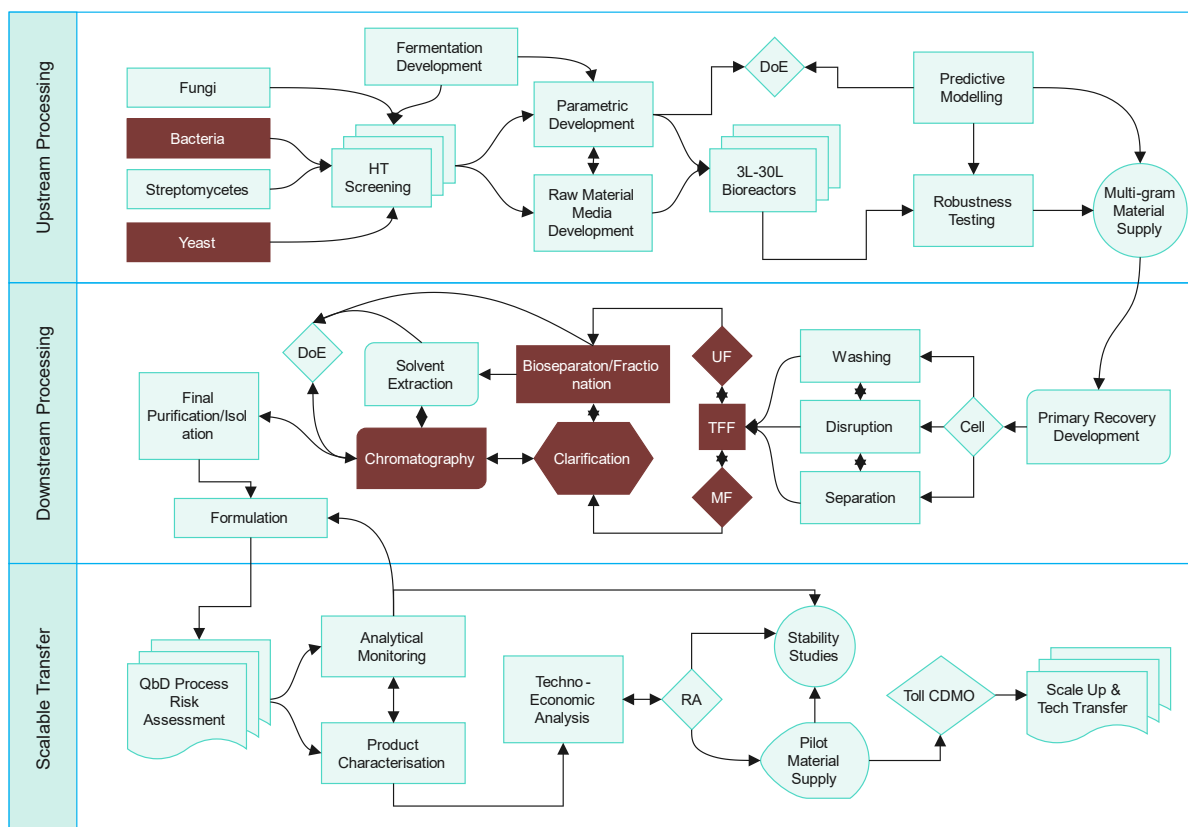 Upstream Processing
Fungi
Bacteria
Streptomycetes
Yeast
Fermentation
Development
HT
Screening
Parametric
Development
Raw Material
Media
Development
DoE
3L-30L
Bioreactors
Predictive
Modelling
Robustness
Testing
Multi-gram
Material
Supply
Downstream Processing
DoE
Final
Purification/Isol
ation
Formulation
Solvent
Extraction
Chromatography
Bioseparaton/Fractio
nation
Clarification
UF
TFF
MF
Washing
Disruption
Separation
Cell
Primary Recovery
Development
Scalable Transfer
QbD Process
Risk
Assessment
Analytical
Monitoring
Product
Characterisation
Techno -
Economic
Analysis
RA
Stability
Studies
Pilot
Material
Supply
Toll CDMO
Scale Up &
Tech Transfer